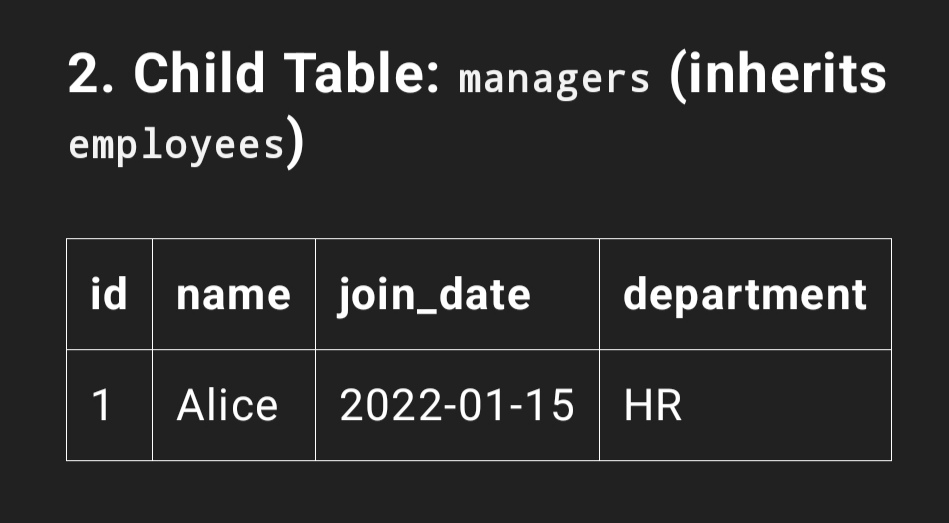 2. Child Table: managers (inherits
employees)
id name join_date department
1 Alice 2022-01-15 HR